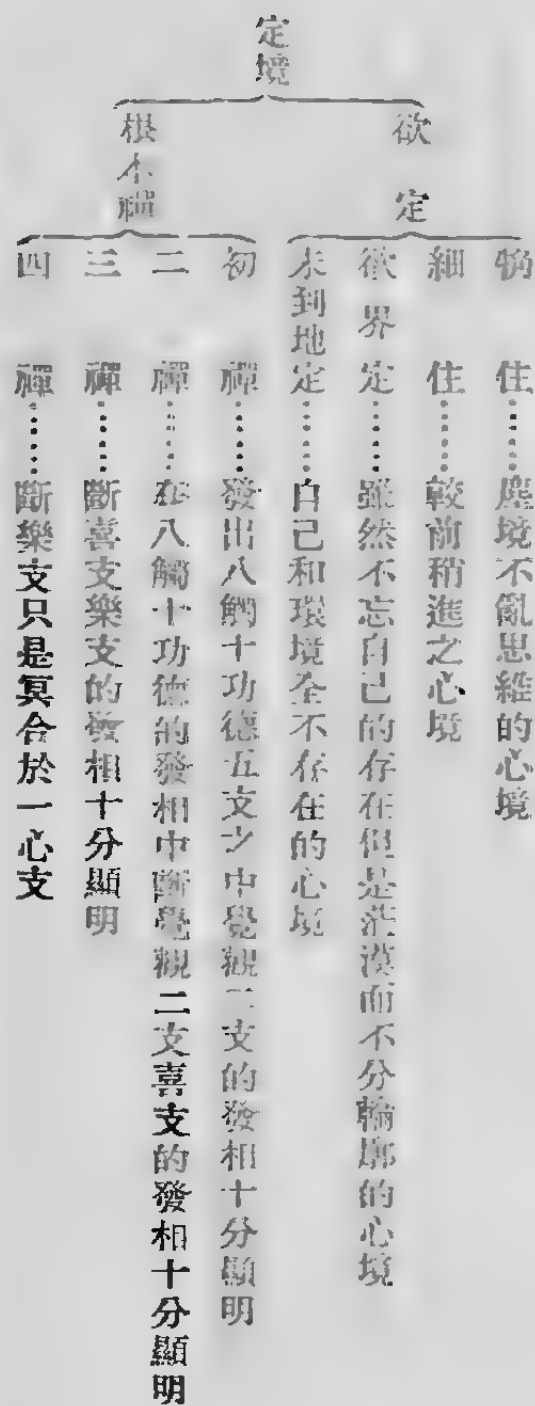 定境
欲定
根本禪
物住……塵境不亂思維的心境
細住……較前稍進之心境
欲界定……雖然不忘自己的存在但是茫漠而不分輪廓的心境
未到地定……自己和環境全不存在的心境
初禪……發出八觸十功德五支之中覺觀二支的發相十分顯明
二禪……在八觸十功德的發相中斷覺觀二支喜支的發相十分顯明
三禪……斷喜支樂支的發相十分顯明
四禪……斷樂支只是冥合於一心支